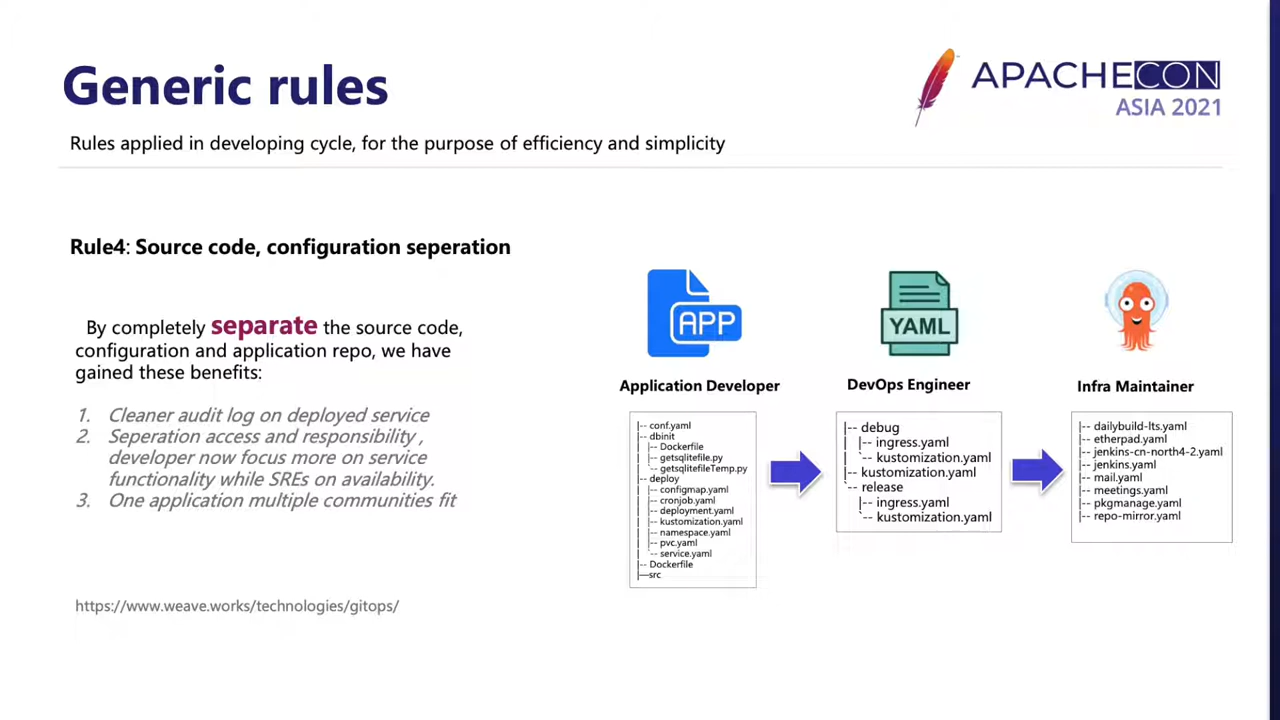 Generic rules
APACHECON
ASIA 2021
Rules applied in developing cycle, for the purpose of efficiency and simplicity
Rule4: Source code, configuration seperation
By completely separate the source code,
configuration and application repo, we have
gained these benefits:
1. Cleaner audit log on deployed service
2. Seperation access and responsibility ,
developer now focus more on service
functionality while SREs on availability.
3. One application multiple communities fit
https://www.weave.works/technologies/gitops/
APP
Application Developer
|-- conf.yaml
|-- dbinit
| |-- Dockerfile
| |-- getsqlitefile.py
| `-- getsqlitefileTemp.py
|-- deploy
| |-- configmap.yaml
| |-- cronjob.yaml
| |-- deployment.yaml
| |-- kustomization.yaml
| |-- namespace.yaml
| |-- pvc.yaml
| `-- service.yaml
|-- Dockerfile
|—src
YAML
DevOps Engineer
|-- debug
| |-- ingress.yaml
| `-- kustomization.yaml
|-- kustomization.yaml
`-- release
|-- ingress.yaml
`-- kustomization.yaml
Infra Maintainer
|-- dailybuild-lts.yaml
|-- etherpad.yaml
|-- jenkins-cn-north4-2.yaml
|-- jenkins.yaml
|-- mail.yaml
|-- meetings.yaml
|-- pkgmanage.yaml
|-- repo-mirror.yaml